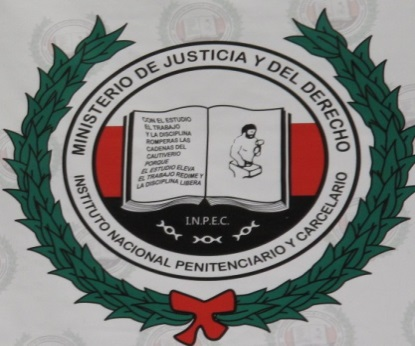 MINISTERIO DE JUSTICIA Y DEL DERECHO
CON EL ESTUDIO
EL TRABAJO
Y LA DISCIPLINA
ROMPERAS LAS
CADENAS DEL
CAUTIVERIO
PORQUE
EL ESTUDIO ELEVA
EL TRABAJO REDIME Y
LA DISCIPLINA LIBERA
I.N.P.E.C.
INSTITUTO NACIONAL PENITENCIARIO Y CARCELARIO